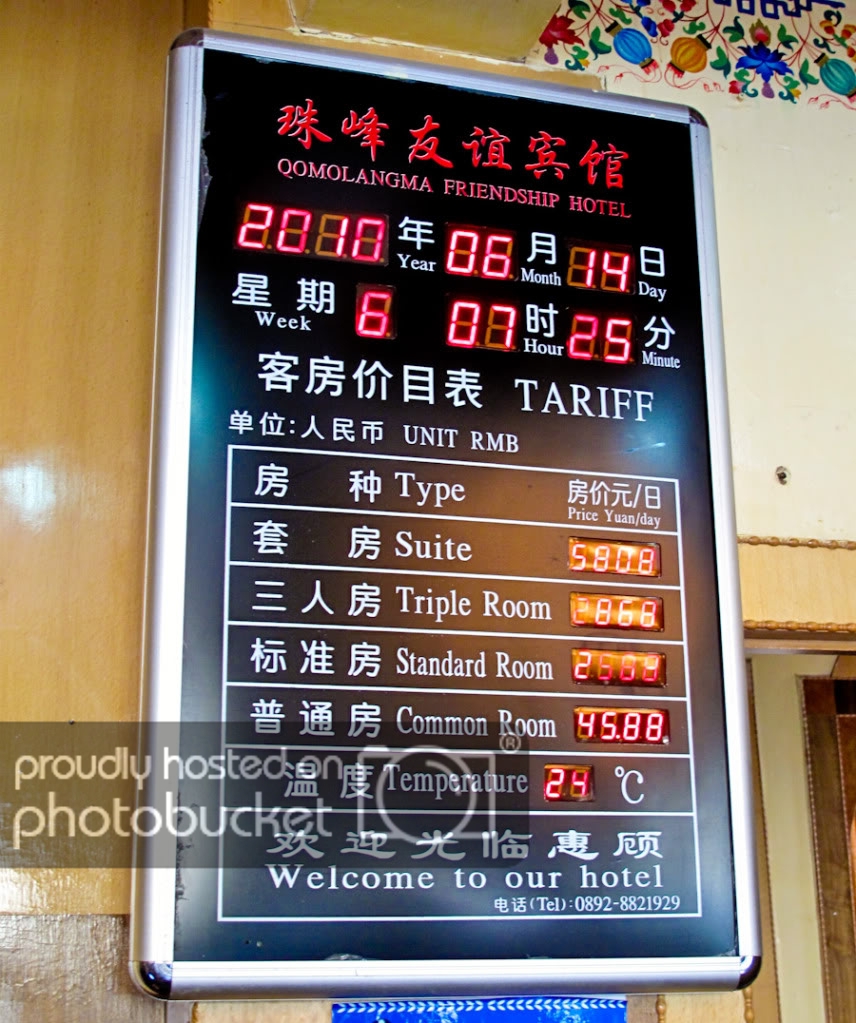 珠峰友谊宾馆
QOMOLANGMA FRIENDSHIP HOTEL
2010 年 Year 06 月 Month 14 日 Day
星期 Week 6 07 时 Hour 25 分 Minute
客房价目表 TARIFF
单位:人民币 UNIT RMB
房种 Type 房价元/日 Price Yuan/day
套房 Suite
三人房 Triple Room
标准房 Standard Room
普通房 Common Room 45.88
温度 Temperature 24 ℃
欢迎光临惠顾
Welcome to our hotel
电话(Tel):0892-8821929
proudly hosted on
photobucket ®